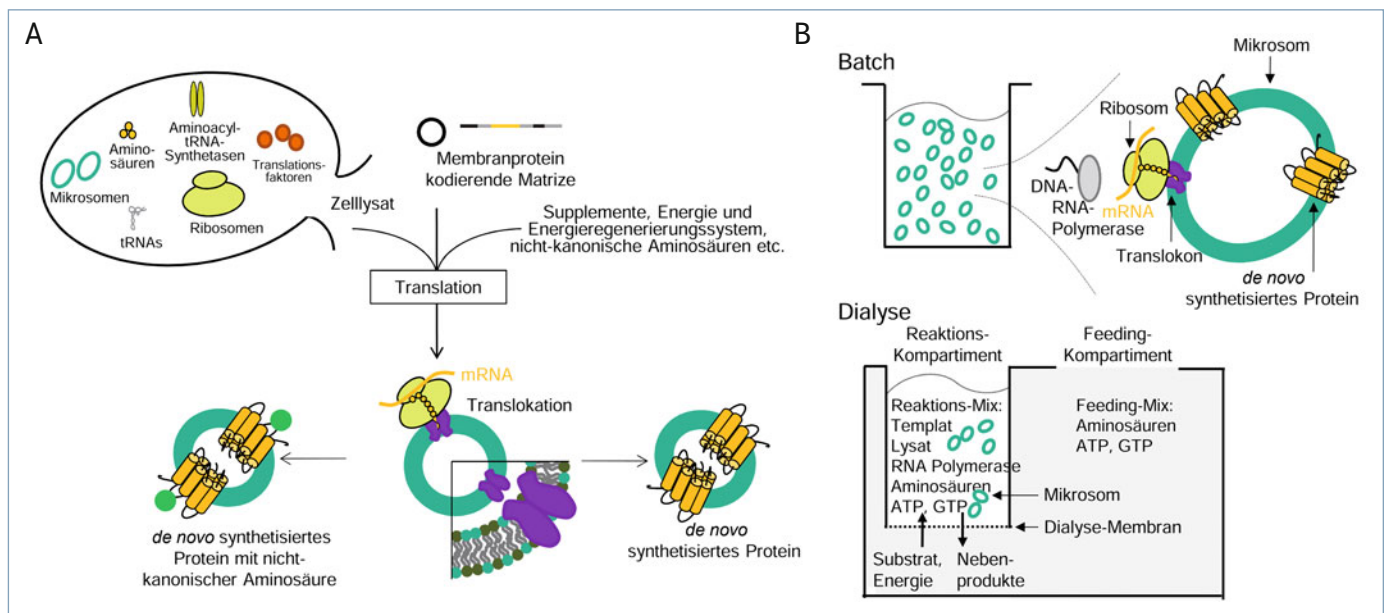 A
Aminoacyl-
tRNA-
Synthetasen
Amino-
säuren
Translations-
faktoren
Mikrosomen
tRNAs
Ribosomen
Zelllysat
Membranprotein
kodierende Matrize
Supplemente, Energie und
Energieregenerierungssystem,
nicht-kanonische Aminosäuren etc.
Translation
mRNA
Translokation
de novo synthetisiertes
Protein mit nicht-
kanonischer Aminosäure
de novo
synthetisiertes Protein
B
Batch
Mikrosom
Ribosom
DNA-
RNA-
Polymerase
mRNA
Translokon
de novo
synthetisiertes Protein
Dialyse
Reaktions-
Kompartiment
Feeding-
Kompartiment
Reaktions-Mix:
Templat
Lysat
RNA Polymerase
Aminosäuren
ATP, GTP
Feeding-Mix:
Aminosäuren
ATP, GTP
Mikrosom
Dialyse-Membran
Substrat,
Energie
Neben-
produkte